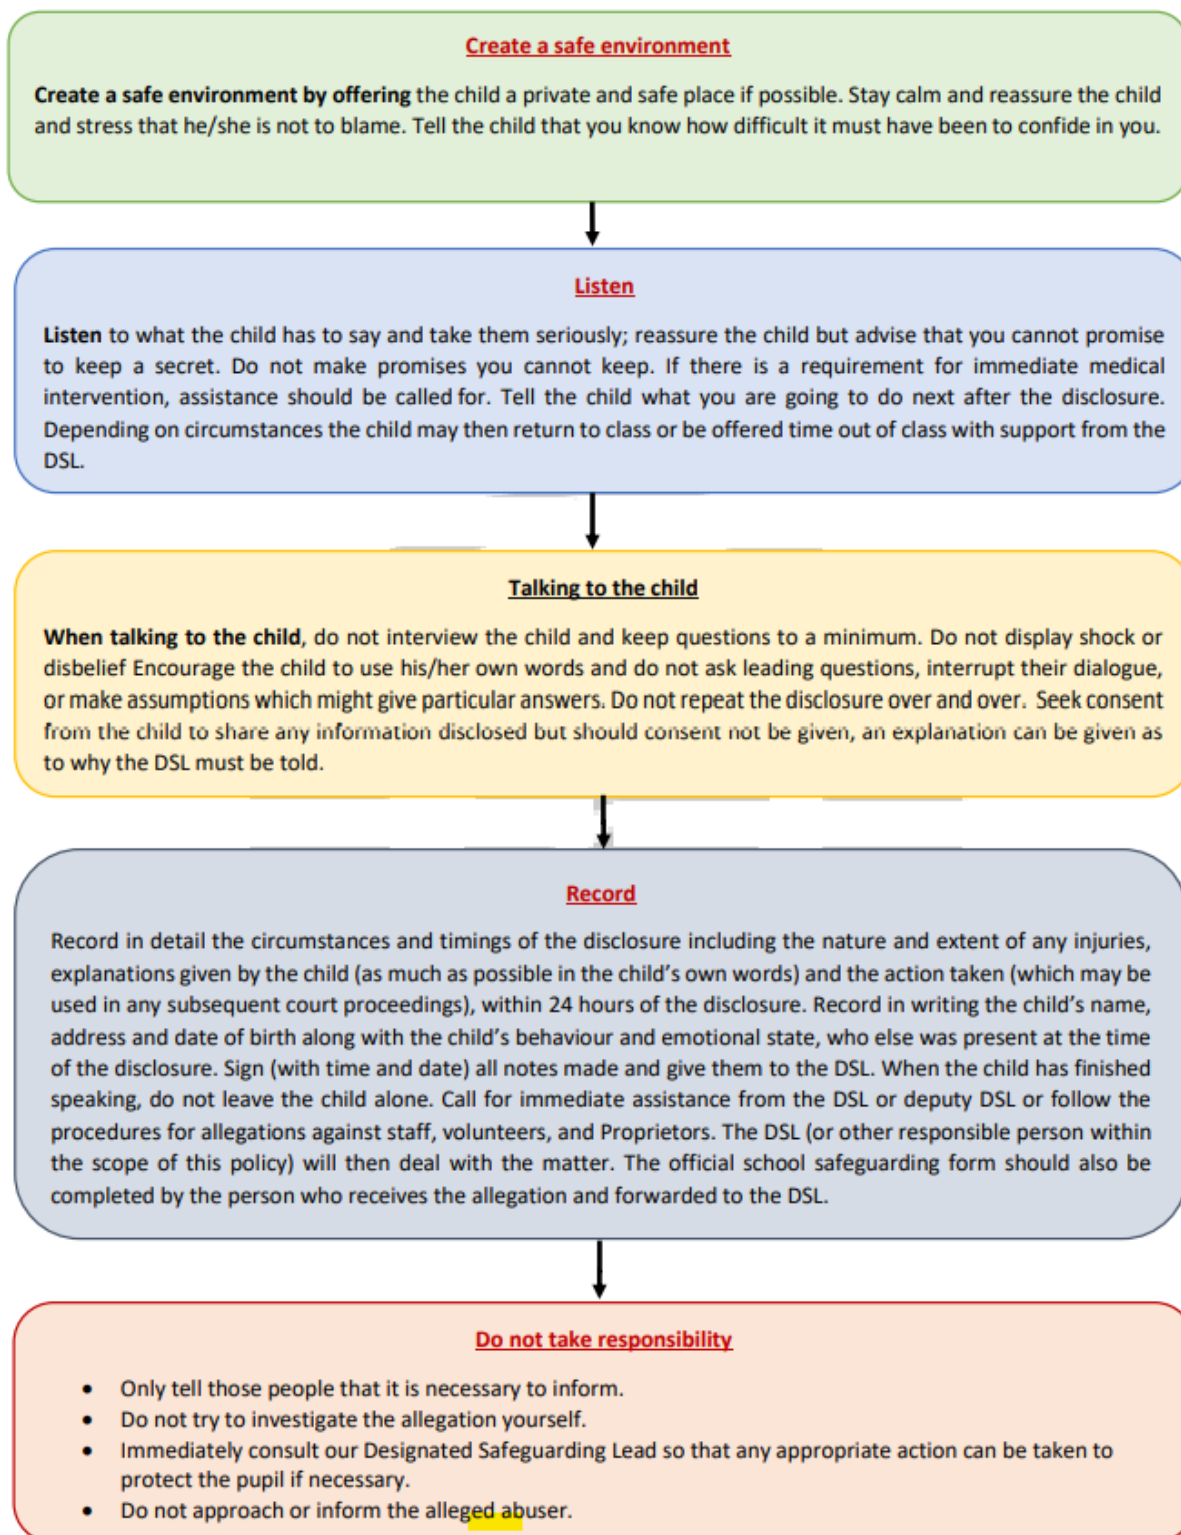 Create a safe environment
Create a safe environment by offering the child a private and safe place if possible. Stay calm and reassure the child
and stress that he/she is not to blame. Tell the child that you know how difficult it must have been to confide in you.
Listen
Listen to what the child has to say and take them seriously; reassure the child but advise that you cannot promise
to keep a secret. Do not make promises you cannot keep. If there is a requirement for immediate medical
intervention, assistance should be called for. Tell the child what you are going to do next after the disclosure.
Depending on circumstances the child may then return to class or be offered time out of class with support from the
DSL.
Talking to the child
When talking to the child, do not interview the child and keep questions to a minimum. Do not display shock or
disbelief Encourage the child to use his/her own words and do not ask leading questions, interrupt their dialogue,
or make assumptions which might give particular answers. Do not repeat the disclosure over and over. Seek consent
from the child to share any information disclosed but should consent not be given, an explanation can be given as
to why the DSL must be told.
Record
Record in detail the circumstances and timings of the disclosure including the nature and extent of any injuries,
explanations given by the child (as much as possible in the child's own words) and the action taken (which may be
used in any subsequent court proceedings), within 24 hours of the disclosure. Record in writing the child's name,
address and date of birth along with the child's behaviour and emotional state, who else was present at the time
of the disclosure. Sign (with time and date) all notes made and give them to the DSL. When the child has finished
speaking, do not leave the child alone. Call for immediate assistance from the DSL or deputy DSL or follow the
procedures for allegations against staff, volunteers, and Proprietors. The DSL (or other responsible person within
the scope of this policy) will then deal with the matter. The official school safeguarding form should also be
completed by the person who receives the allegation and forwarded to the DSL.
Do not take responsibility
• Only tell those people that it is necessary to inform.
• Do not try to investigate the allegation yourself.
• Immediately consult our Designated Safeguarding Lead so that any appropriate action can be taken to
protect the pupil if necessary.
• Do not approach or inform the alleged abuser.